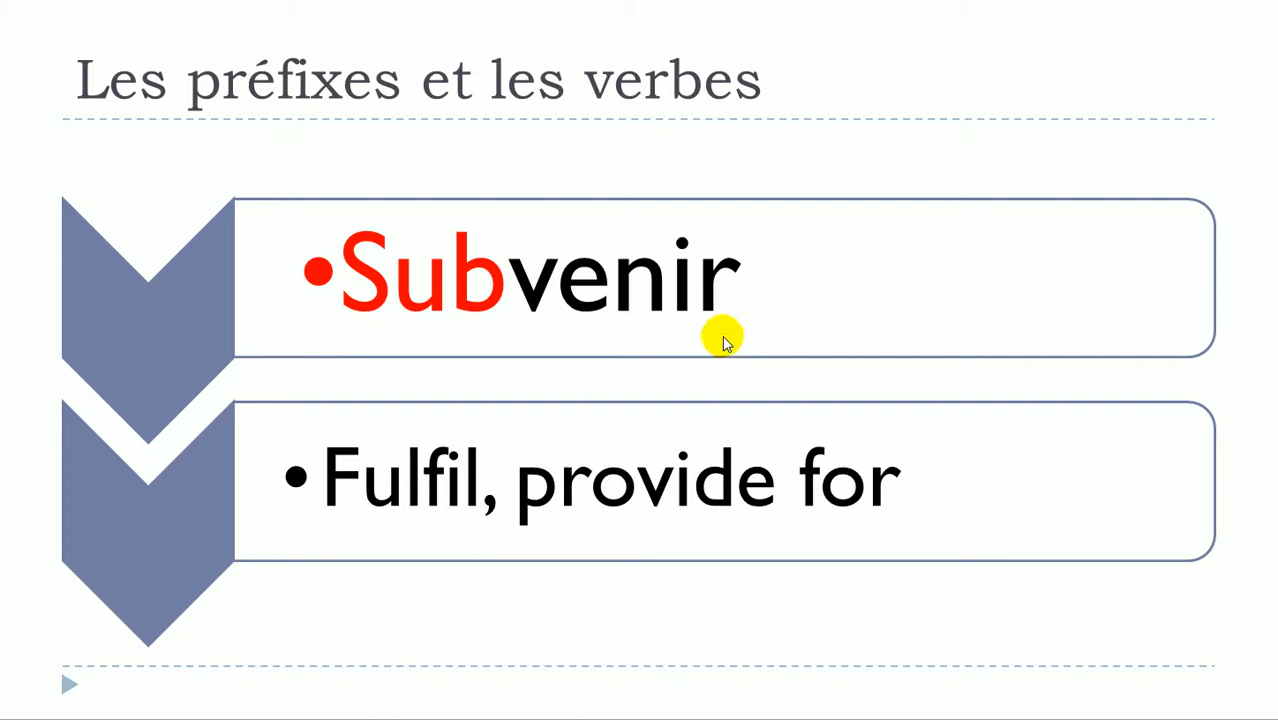 Les préfixes et les verbes
•Subvenir
•Fulfil, provide for